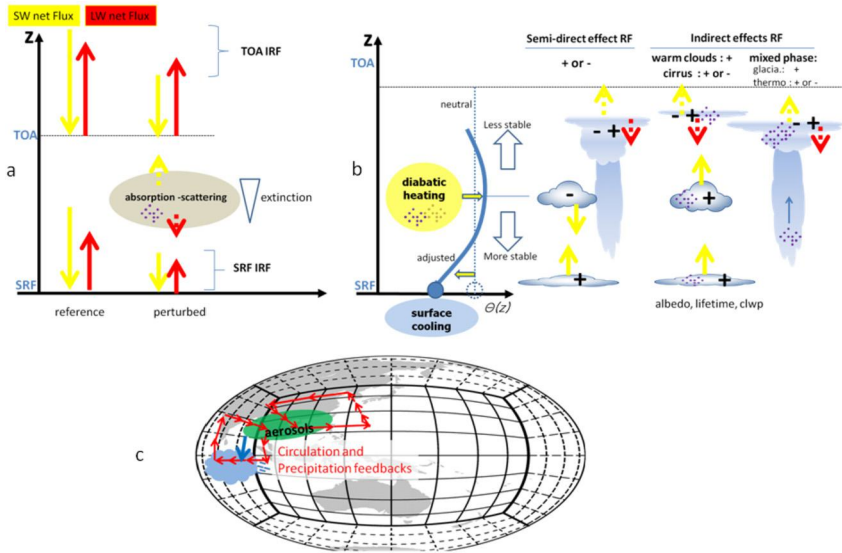 SW net Flux
LW net Flux
Z
TOA IRF
TOA
a
absorption -scattering
extinction
SRF IRF
SRF
reference
perturbed
Z
TOA
neutral
Less stable
b
diabatic
heating
More stable
adjusted
SRF
surface
cooling
Θ(z)
Semi-direct effect RF
+ or -
Indirect effects RF
warm clouds : +
cirrus : + or -
mixed phase:
glacia.: +
thermo : + or -
- +
- +
- +
-
+
+
+
albedo, lifetime, clwp
c
aerosols
Circulation and
Precipitation feedbacks